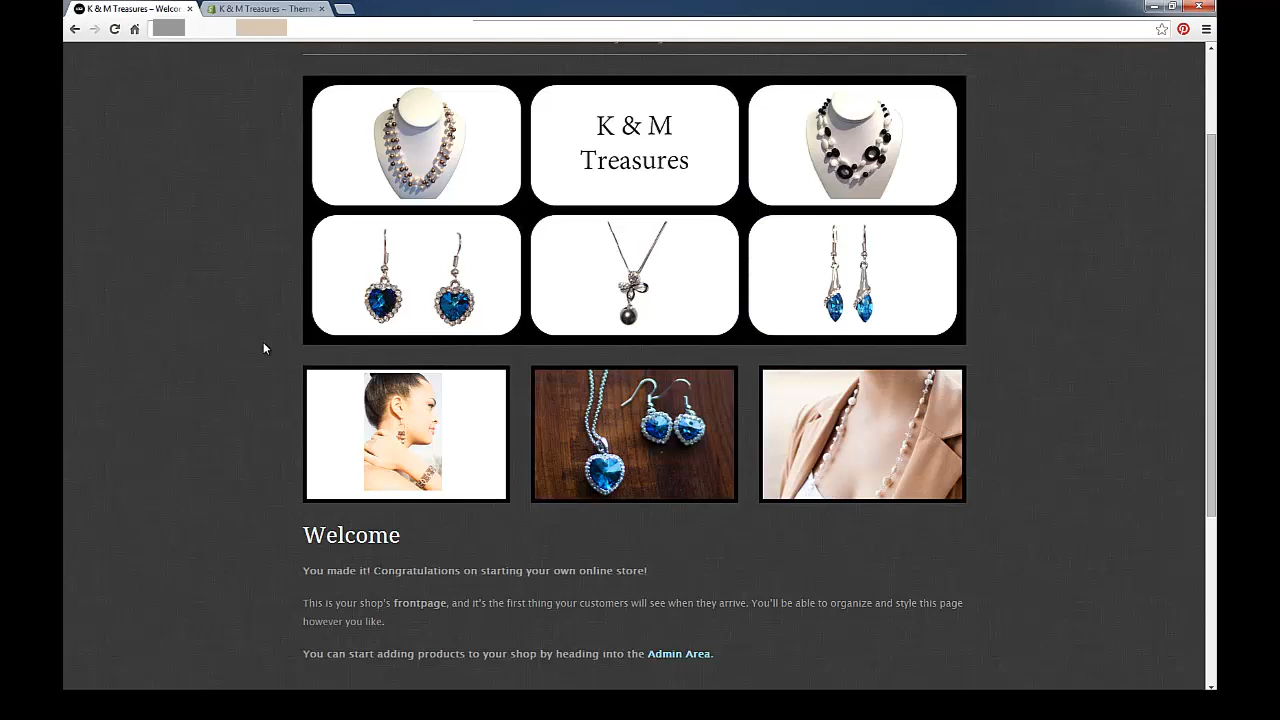 K & M Treasures – Welcor
K & M Treasures – Them
K & M
Treasures
Welcome
You made it! Congratulations on starting your own online store!
This is your shop's frontpage, and it's the first thing your customers will see when they arrive. You'll be able to organize and style this page
however you like.
You can start adding products to your shop by heading into the Admin Area.